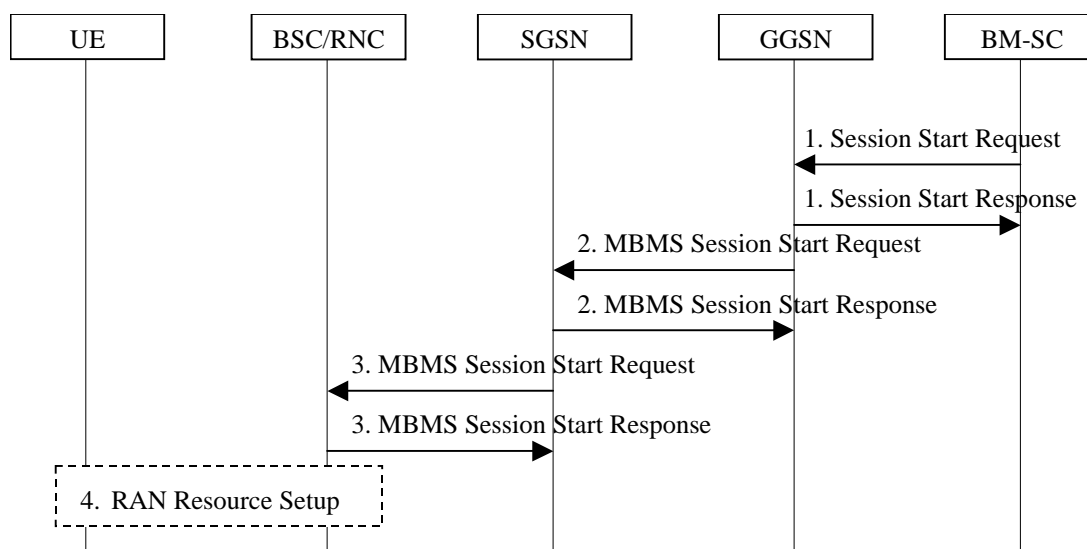 UE
BSC/RNC
SGSN
GGSN
BM-SC
1. Session Start Request
1. Session Start Response
2. MBMS Session Start Request
2. MBMS Session Start Response
3. MBMS Session Start Request
3. MBMS Session Start Response
4. RAN Resource Setup